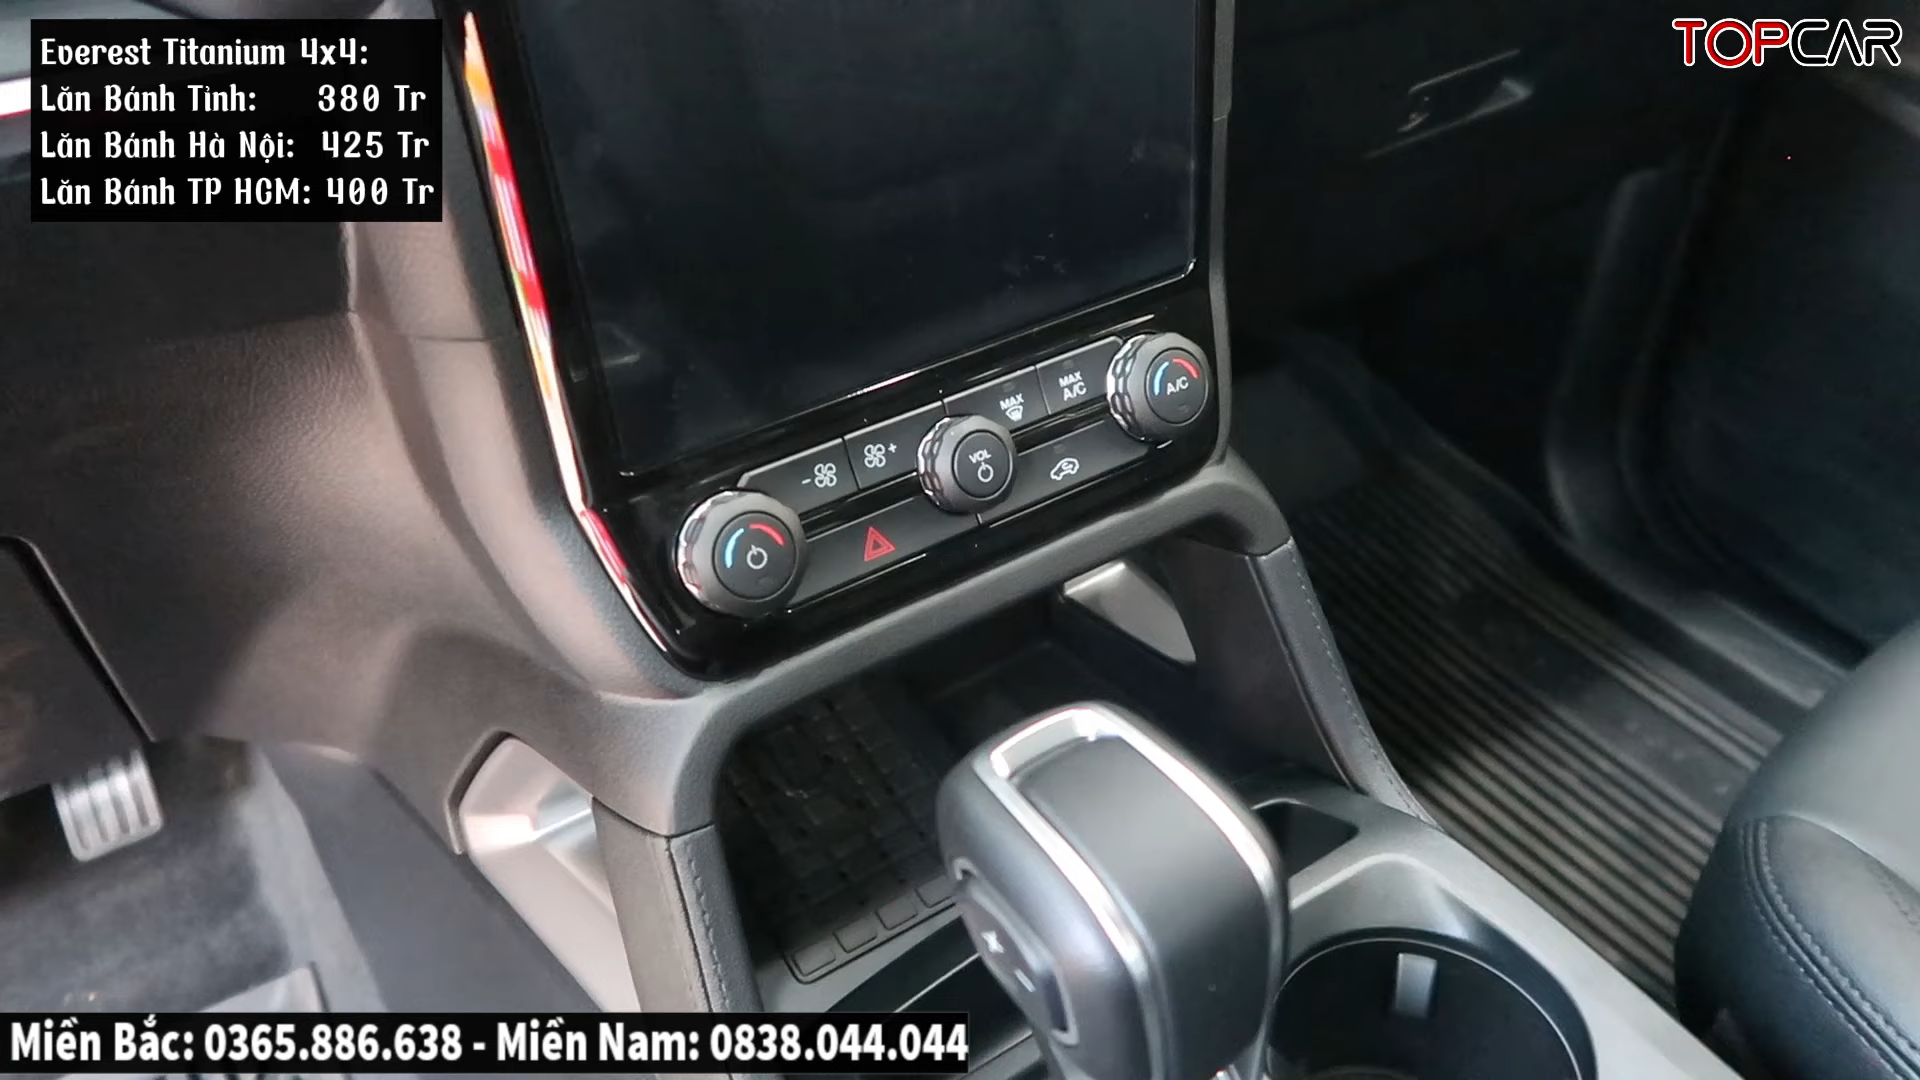 Everest Titanium 4x4:
Lăn Bánh Tỉnh: 380 Tr
Lăn Bánh Hà Nội: 425 Tr
Lăn Bánh TP HCM: 400 Tr
TOPCAR
MAX
A/C
A/C
MAX
VOL
+
-
+
-
Miền Bắc: 0365.886.638 - Miền Nam: 0838.044.044